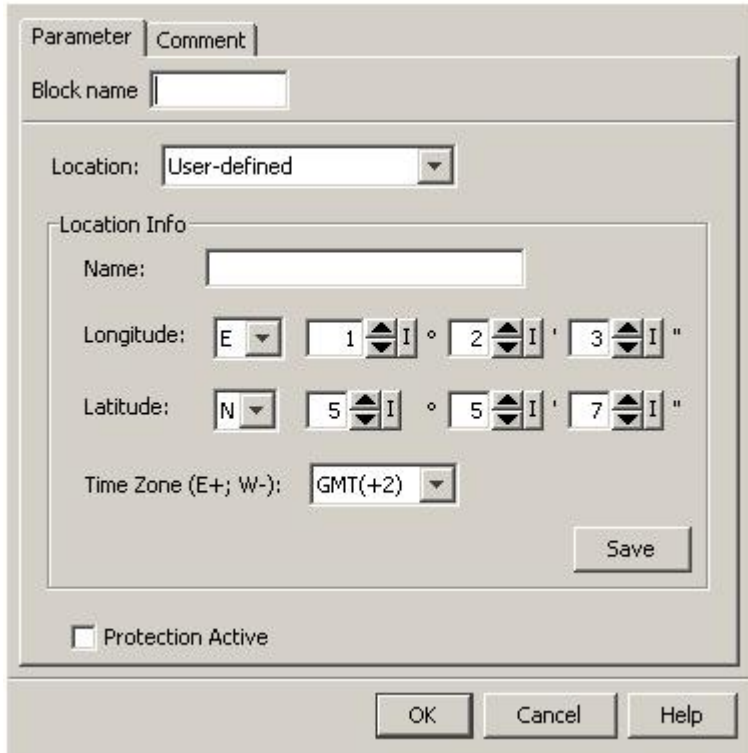 Parameter Comment
Block name
Location: User-defined
Location Info
Name:
Longitude: E 1 I ° 2 I ' 3 I "
Latitude: N 5 I ° 5 I ' 7 I "
Time Zone (E+; W-): GMT(+2)
Save
Protection Active
OK Cancel Help